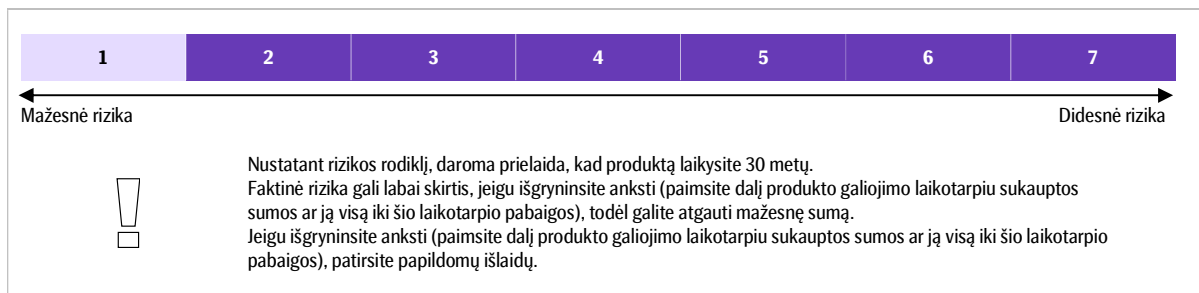 1 2 3 4 5 6 7
Mažesnė rizika Didesnė rizika
Nustatant rizikos rodiklį, daroma prielaida, kad produktą laikysite 30 metų.
Faktinė rizika gali labai skirtis, jeigu išgryninsite anksti (paimsite dalį produkto galiojimo laikotarpiu sukauptos
sumos ar ją visą iki šio laikotarpio pabaigos), todėl galite atgauti mažesnę sumą.
Jeigu išgryninsite anksti (paimsite dalį produkto galiojimo laikotarpiu sukauptos sumos ar ją visą iki šio laikotarpio
pabaigos), patirsite papildomų išlaidų.